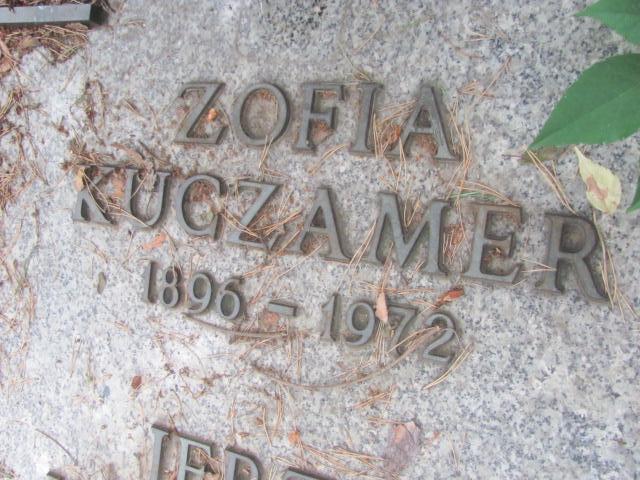 ZOFIA
KUCZAMER
1896 – 1972